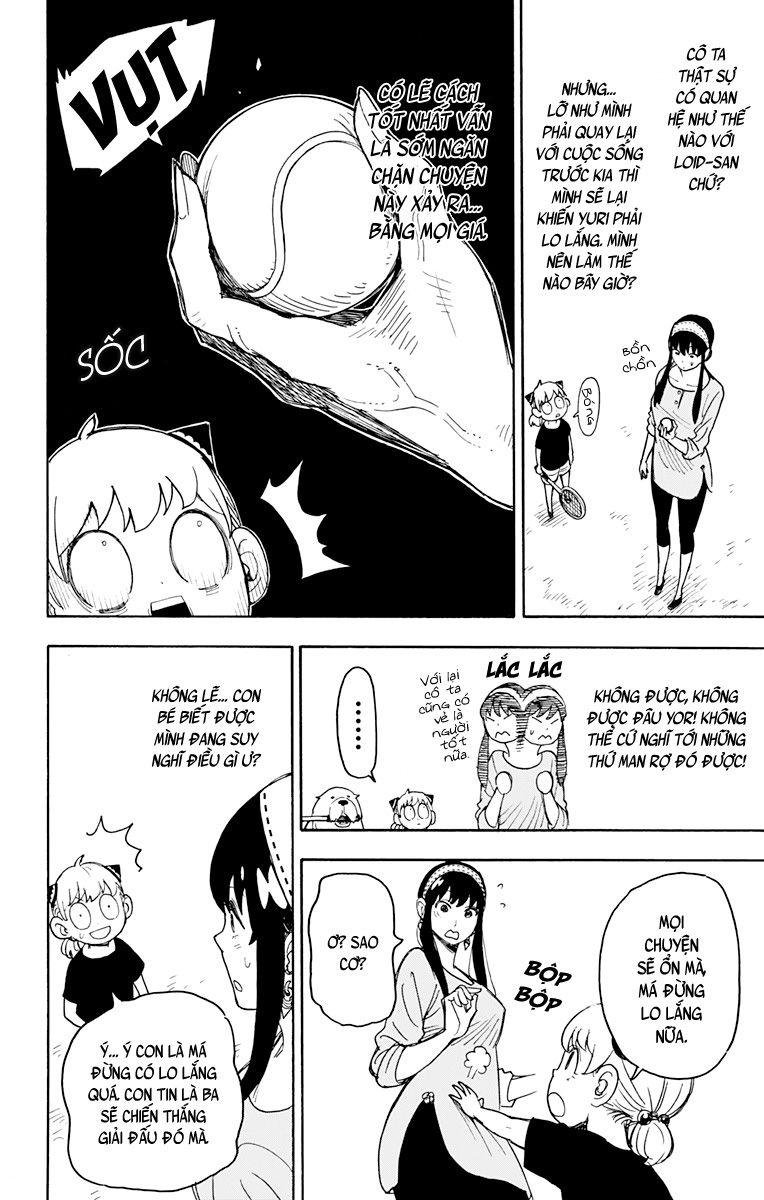 CÔ TA
THẬT SỰ
CÓ QUAN
HỆ NHƯ THẾ
NÀO VỚI
LOID-SAN
CHỨ?
NHƯNG...
LỠ NHƯ MÌNH
PHẢI QUAY LẠI
VỚI CUỘC SỐNG
TRƯỚC KIA THÌ
MÌNH SẼ LẠI
KHIẾN YURI PHẢI
LO LẮNG. MÌNH
NÊN LÀM THẾ
NÀO BÂY GIỜ?
Bồn
chồn
Bóng
VỤT
CÓ LẼ CÁCH
TỐT NHẤT VẪN
LÀ SỚM NGĂN
CHẶN CHUYỆN
NÀY XẢY RA...
BẰNG MỌI GIÁ.
SỐC
KHÔNG ĐƯỢC, KHÔNG
ĐƯỢC ĐÂU YOR! KHÔNG
THỂ CỨ NGHĨ TỚI NHỮNG
THỨ MAN RỢ ĐÓ ĐƯỢC!
LẮC LẮC
Với lại
cô ta
cũng có
vẻ là
người
tốt
nữa.
......
KHÔNG LẼ... CON
BÉ BIẾT ĐƯỢC
MÌNH ĐANG SUY
NGHĨ ĐIỀU GÌ Ư?
MỌI
CHUYỆN
SẼ ỔN MÀ,
MÁ ĐỪNG
LO LẮNG
NỮA.
BỘP
BỘP
Ơ? SAO
CƠ?
Ý... Ý CON LÀ MÁ
ĐỪNG CÓ LO LẮNG
QUÁ. CON TIN LÀ BA
SẼ CHIẾN THẮNG
GIẢI ĐẤU ĐÓ MÀ.